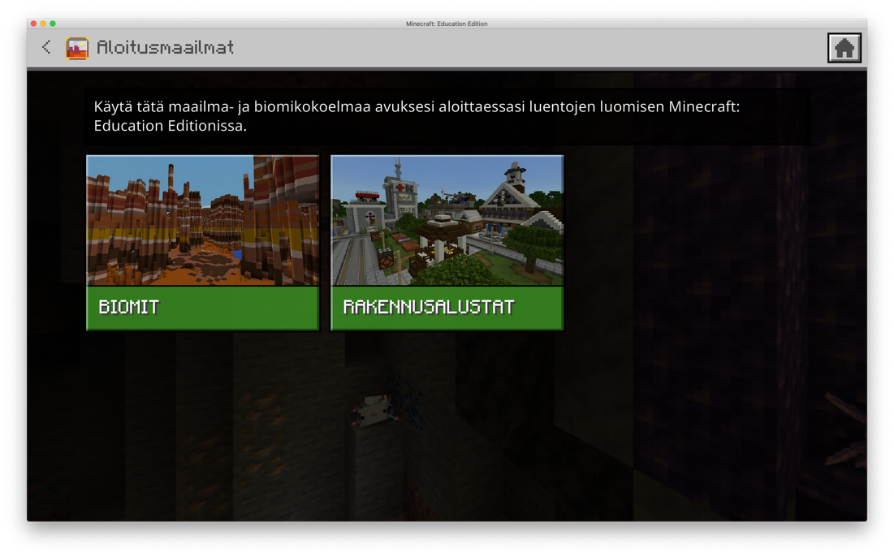 Minecraft: Education Edition
Aloitusmaailmat
Käytä tätä maailma- ja biomikokoelmaa avuksesi aloittaessasi luentojen luomisen Minecraft:
Education Editionissa.
BIOMIT
RAKENNUSALUSTAT